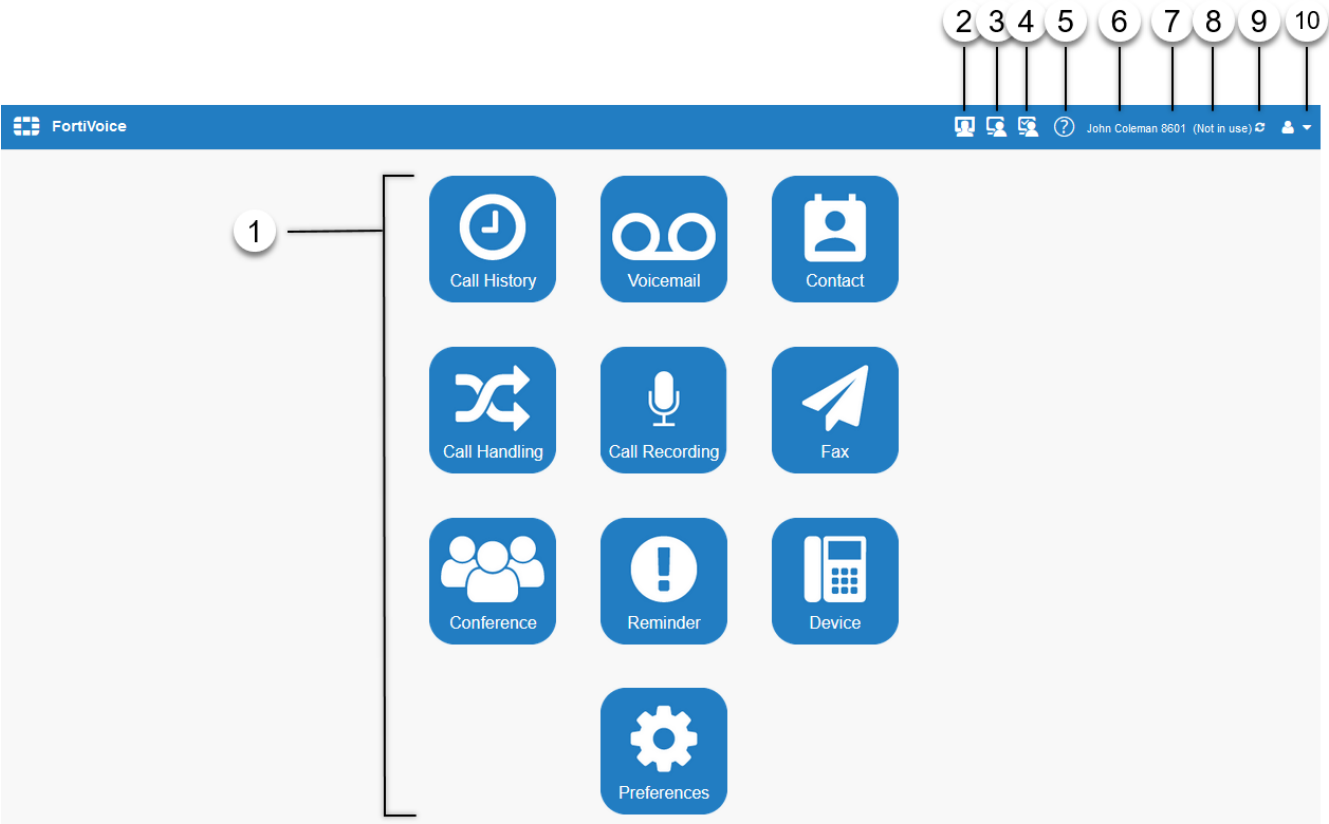 2 3 4 5 6 7 8 9 10
FortiVoice
John Coleman 8601 (Not in use)
1
Call History Voicemail Contact
Call Handling Call Recording Fax
Conference Reminder Device
Preferences